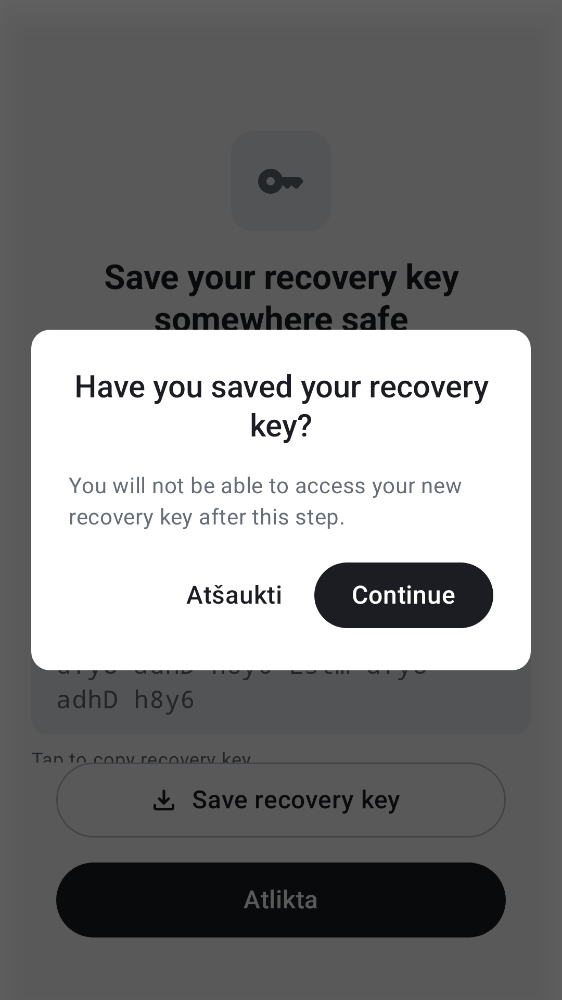 Save your recovery key
somewhere safe
Have you saved your recovery
key?
You will not be able to access your new
recovery key after this step.
Atšaukti
Continue
adhD h8y6
Tap to copy recovery key
Save recovery key
Atlikta